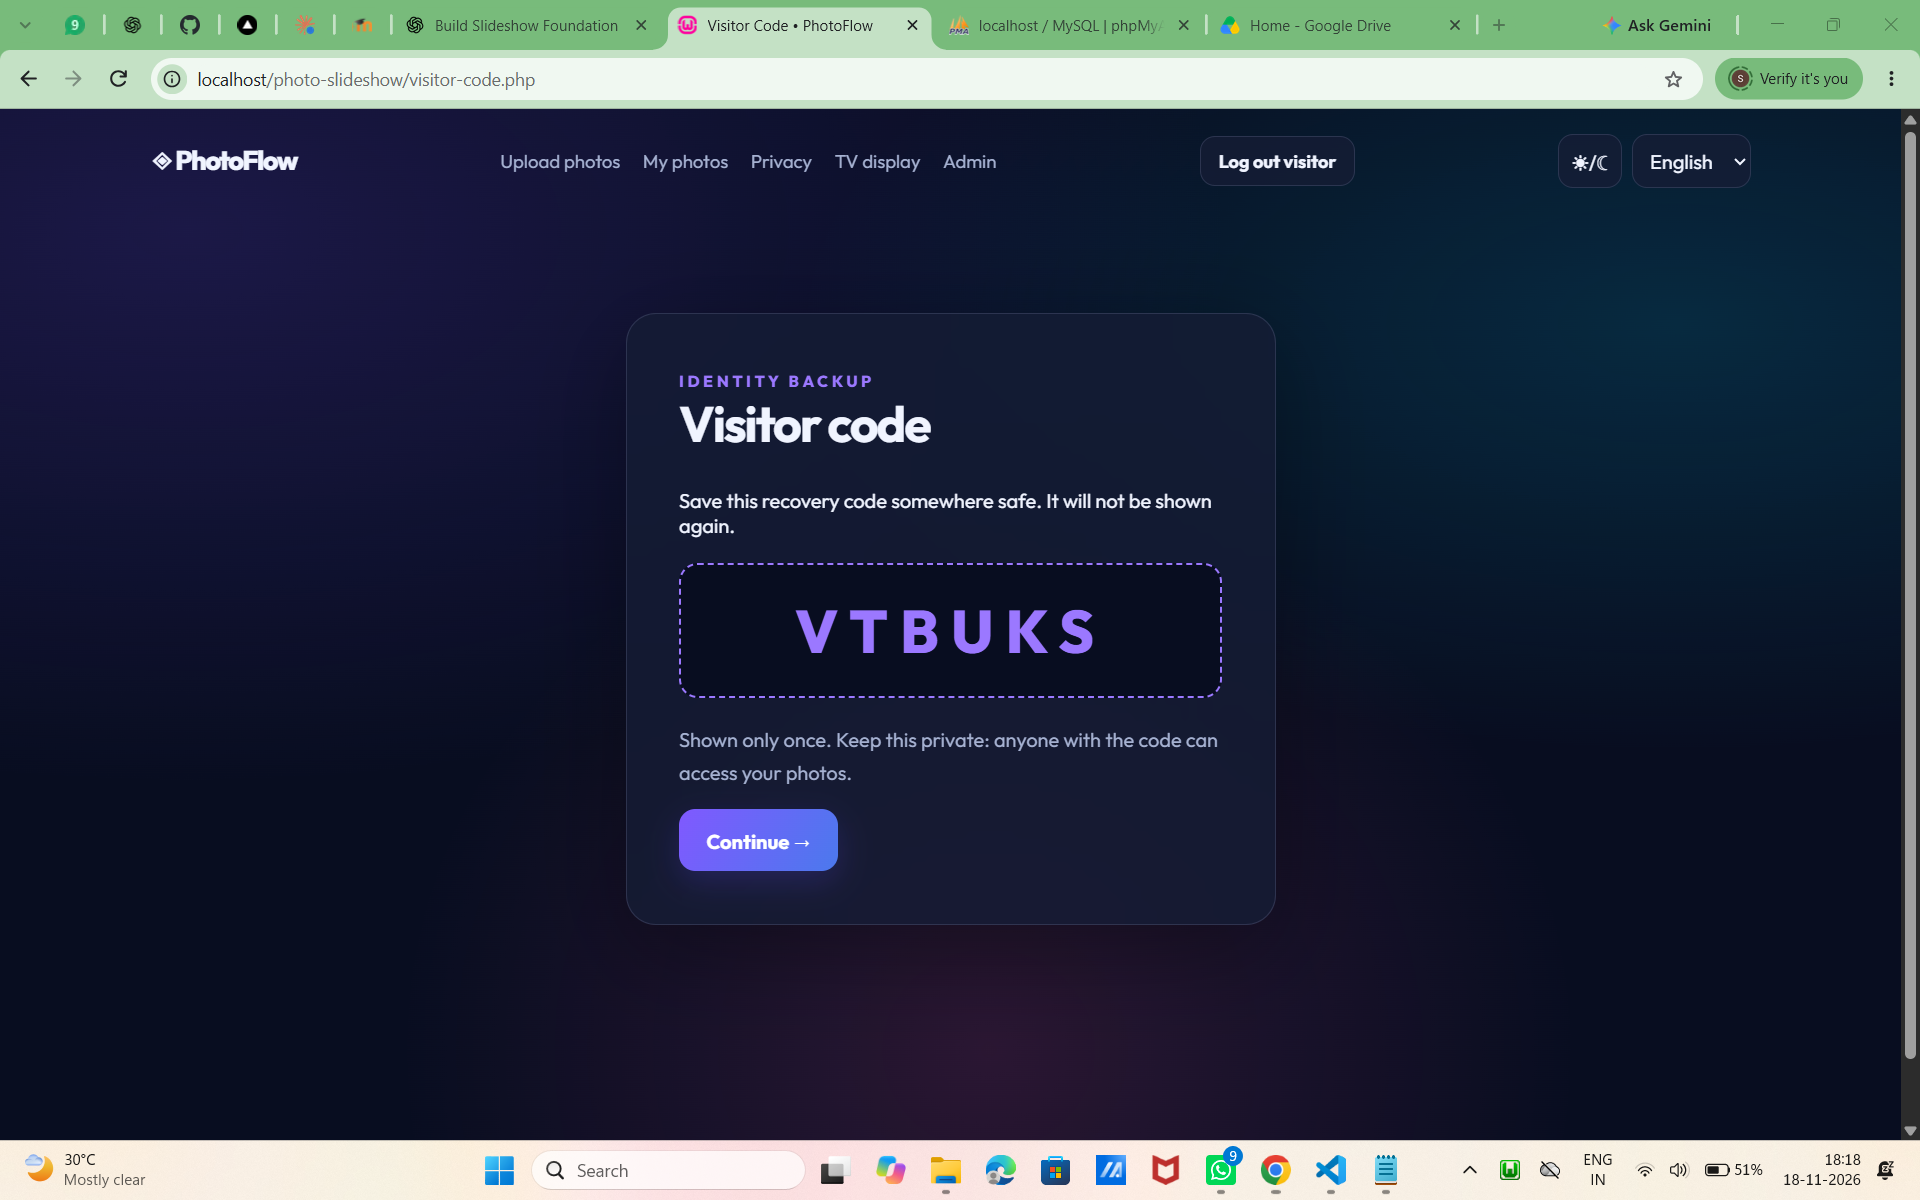 9
Build Slideshow Foundation
Visitor Code • PhotoFlow
localhost / MySQL | phpMyA
Home - Google Drive
Ask Gemini
localhost/photo-slideshow/visitor-code.php
S
Verify it's you
PhotoFlow
Upload photos
My photos
Privacy
TV display
Admin
Log out visitor
☀/☾
English
IDENTITY BACKUP
Visitor code
Save this recovery code somewhere safe. It will not be shown
again.
VTBUKS
Shown only once. Keep this private: anyone with the code can
access your photos.
Continue →
30°C
Mostly clear
Search
9
ENG
IN
51%
18:18
18-11-2026